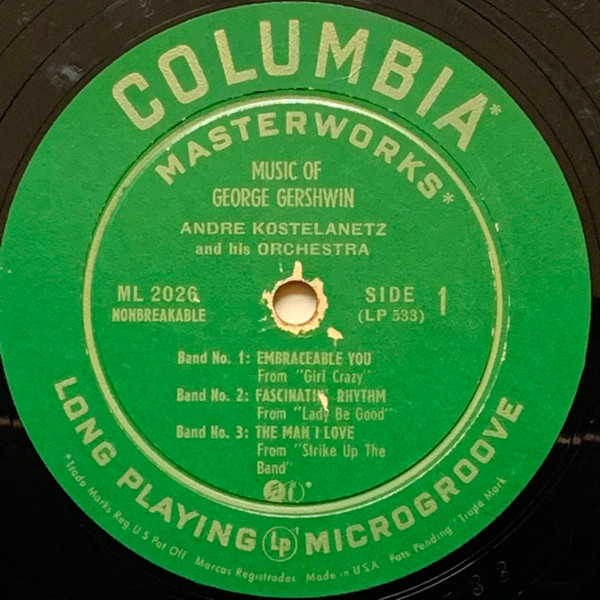 COLUMBIA*
MASTERWORKS*
MUSIC OF
GEORGE GERSHWIN
ANDRE KOSTELANETZ
and his ORCHESTRA
ML 2026
NONBREAKABLE
SIDE 1
(LP 533)
Band No. 1: EMBRACEABLE YOU
From "Girl Crazy"
Band No. 2: FASCINATIN' RHYTHM
From "Lady Be Good"
Band No. 3: THE MAN I LOVE
From "Strike Up The
Band"
LONG PLAYING LP MICROGROOVE
*Trade Marks Reg U S Pat Off Marcas Registradas Made in U S A Pats Pending *Trade Mark